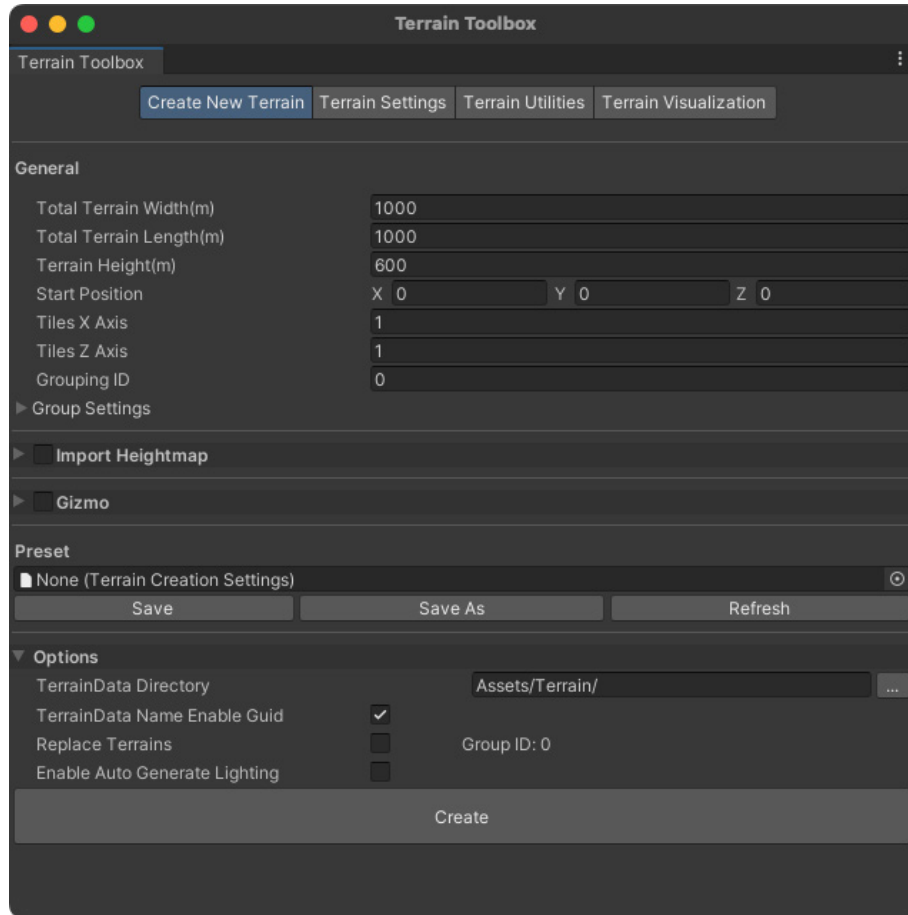 Terrain Toolbox
Terrain Toolbox
Create New Terrain Terrain Settings Terrain Utilities Terrain Visualization
General
Total Terrain Width(m) 1000
Total Terrain Length(m) 1000
Terrain Height(m) 600
Start Position X 0 Y 0 Z 0
Tiles X Axis 1
Tiles Z Axis 1
Grouping ID 0
Group Settings
Import Heightmap
Gizmo
Preset
None (Terrain Creation Settings)
Save Save As Refresh
Options
TerrainData Directory Assets/Terrain/ ...
TerrainData Name Enable Guid
Replace Terrains Group ID: 0
Enable Auto Generate Lighting
Create